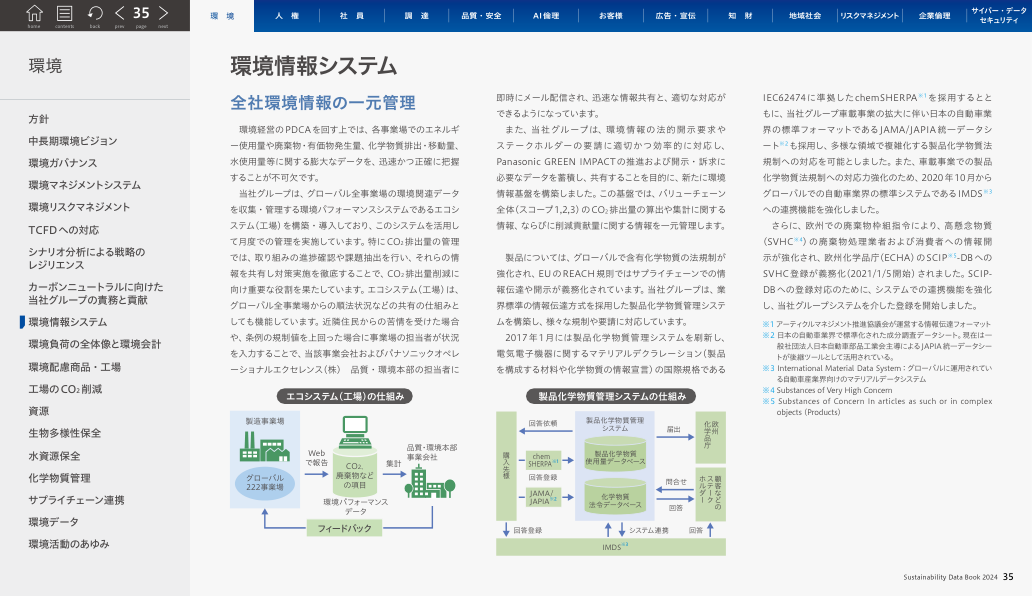 home contents back prev 35 page next
環 境
人 権
社 員
調 達
品質・安全
AI倫理
お客様
広告・宣伝
知 財
地域社会
リスクマネジメント
企業倫理
サイバー・データ
セキュリティ
環境
方針
中長期環境ビジョン
環境ガバナンス
環境マネジメントシステム
環境リスクマネジメント
TCFDへの対応
シナリオ分析による戦略の
レジリエンス
カーボンニュートラルに向けた
当社グループの責務と貢献
環境情報システム
環境負荷の全体像と環境会計
環境配慮商品・工場
工場のCO2削減
資源
生物多様性保全
水資源保全
化学物質管理
サプライチェーン連携
環境データ
環境活動のあゆみ
環境情報システム
全社環境情報の一元管理
環境経営のPDCAを回す上では、各事業場でのエネルギ
ー使用量や廃棄物・有価物発生量、化学物質排出・移動量、
水使用量等に関する膨大なデータを、迅速かつ正確に把握
することが不可欠です。
当社グループは、グローバル全事業場の環境関連データ
を収集・管理する環境パフォーマンスシステムであるエコシ
ステム（工場）を構築・導入しており、このシステムを活用し
て月度での管理を実施しています。特にCO2排出量の管理
では、取り組みの進捗確認や課題抽出を行い、それらの情
報を共有し対策実施を徹底することで、CO2排出量削減に
向け重要な役割を果たしています。エコシステム（工場）は、
グローバル全事業場からの順法状況などの共有の仕組みと
しても機能しています。近隣住民からの苦情を受けた場合
や、条例の規制値を上回った場合に事業場の担当者が状況
を入力することで、当該事業会社およびパナソニックオペレ
ーショナルエクセレンス（株） 品質・環境本部の担当者に
即時にメール配信され、迅速な情報共有と、適切な対応が
できるようになっています。
また、当社グループは、環境情報の法的開示要求や
ステークホルダーの要請に適切かつ効率的に対応し、
Panasonic GREEN IMPACTの推進および開示・訴求に
必要なデータを蓄積し、共有することを目的に、新たに環境
情報基盤を構築しました。この基盤では、バリューチェーン
全体（スコープ1,2,3）のCO2排出量の算出や集計に関する
情報、ならびに削減貢献量に関する情報を一元管理します。
製品については、グローバルで含有化学物質の法規制が
強化され、EUのREACH規則ではサプライチェーンでの情
報伝達や開示が義務化されています。当社グループは、業
界標準の情報伝達方式を採用した製品化学物質管理システ
ムを構築し、様々な規制や要請に対応しています。
2017年1月には製品化学物質管理システムを刷新し、
電気電子機器に関するマテリアルデクラレーション（製品
を構成する材料や化学物質の情報宣言）の国際規格である
IEC62474に準拠したchemSHERPA※1を採用するとと
もに、当社グループ車載事業の拡大に伴い日本の自動車業
界の標準フォーマットであるJAMA/JAPIA統一データシ
ート※2も採用し、多様な領域で複雑化する製品化学物質法
規制への対応を可能としました。また、車載事業での製品
化学物質法規制への対応力強化のため、2020年10月から
グローバルでの自動車業界の標準システムであるIMDS※3
への連携機能を強化しました。
さらに、欧州での廃棄物枠組指令により、高懸念物質
（SVHC※4）の廃棄物処理業者および消費者への情報開
示が強化され、欧州化学品庁（ECHA）のSCIP※5-DBへの
SVHC登録が義務化（2021/1/5開始）されました。SCIP-
DBへの登録対応のために、システムでの連携機能を強化
し、当社グループシステムを介した登録を開始しました。
※1 アーティクルマネジメント推進協議会が運営する情報伝達フォーマット
※2 日本の自動車業界で標準化された成分調査データシート。現在は一
般社団法人日本自動車部品工業会主導によるJAPIA統一データシー
トが後継ツールとして活用されている。
※3 International Material Data System：グローバルに運用されてい
る自動車産業界向けのマテリアルデータシステム
※4 Substances of Very High Concern
※5 Substances of Concern In articles as such or in complex
objects (Products)
エコシステム（工場）の仕組み
製造事業場
グローバル
222事業場
Web
で報告
CO2、
廃棄物など
の項目
環境パフォーマンス
データ
集計
品質・環境本部
事業会社
フィードバック
製品化学物質管理システムの仕組み
購入先様
回答依頼
chem
SHERPA※1
回答登録
JAMA/
JAPIA※2
製品化学物質管理
システム
製品化学物質
使用量データベース
化学物質
法令データベース
届出
欧州
化学品庁
問合せ
回答
顧客などの
ステーク
ホルダー
回答登録
システム連携
回答
IMDS※3
Sustainability Data Book 2024 35